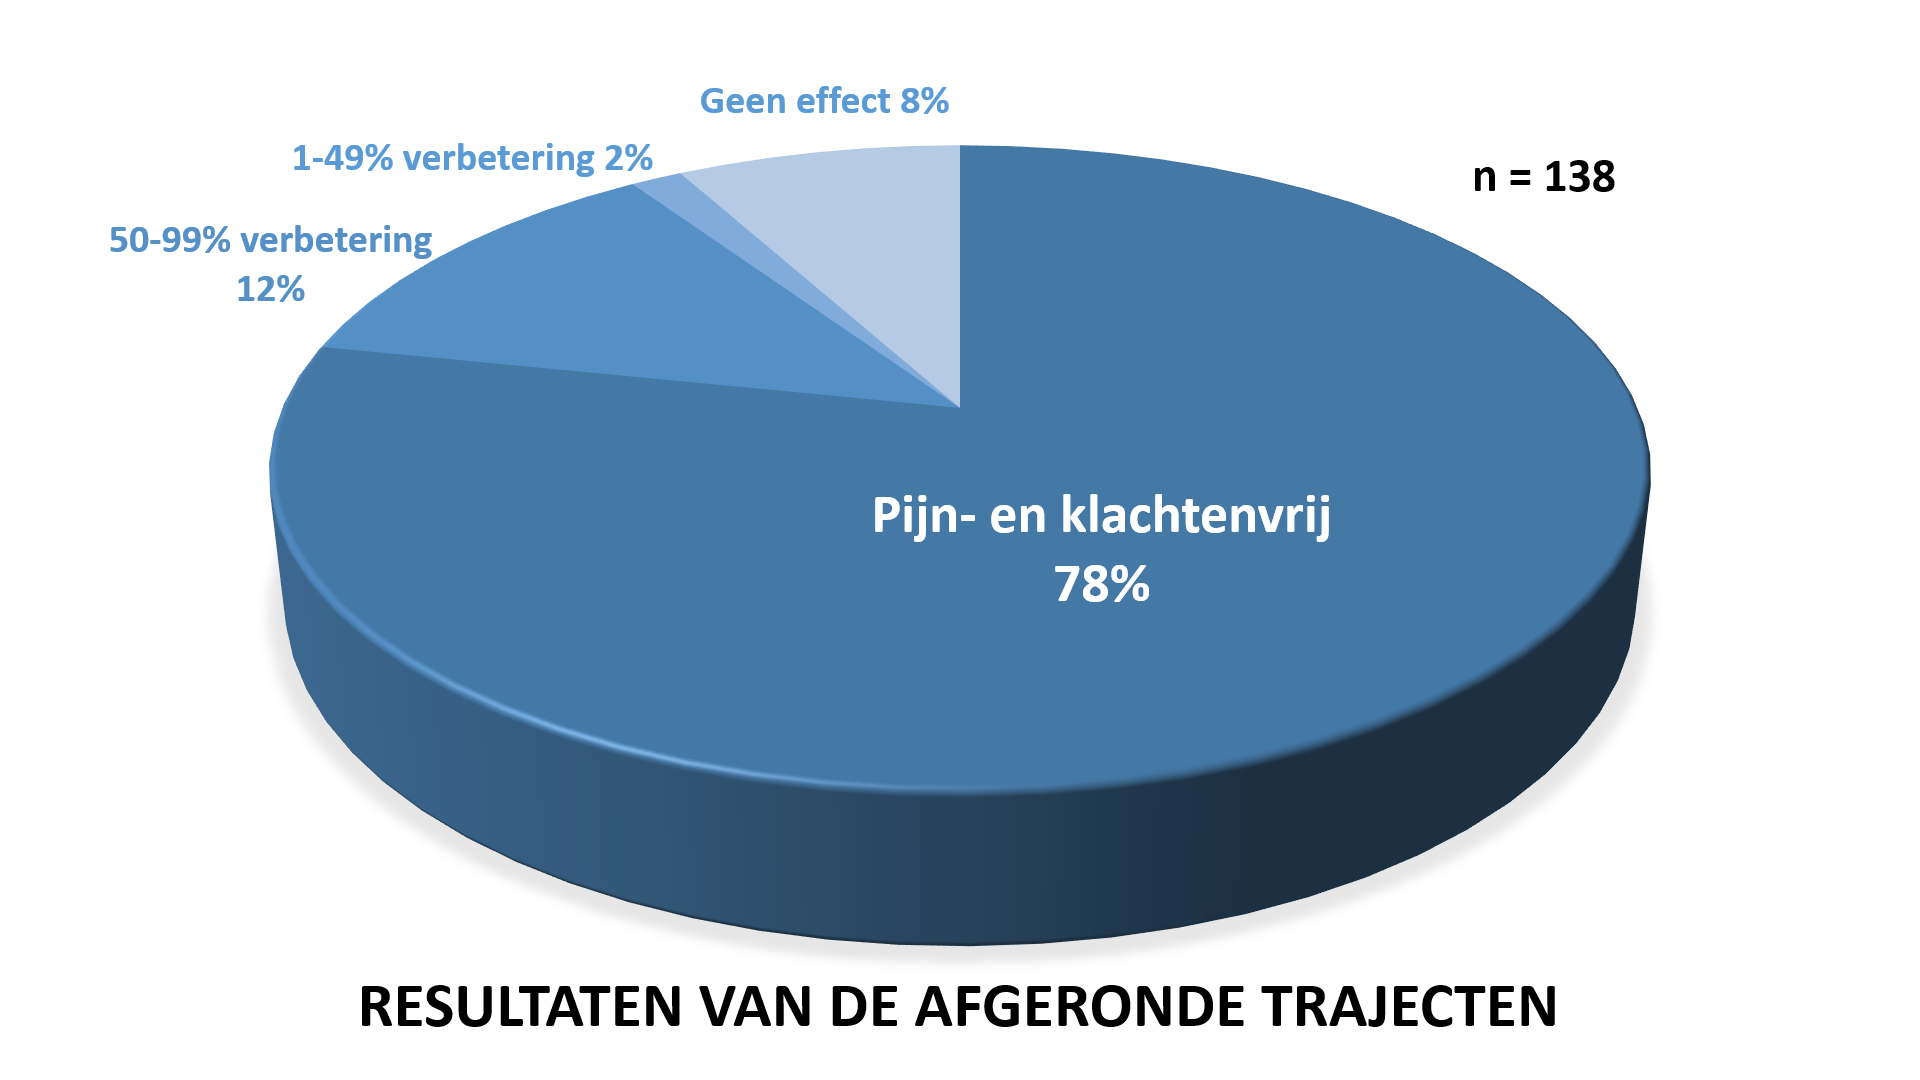 Geen effect 8%
1-49% verbetering 2%
n = 138
50-99% verbetering
12%
Pijn- en klachtenvrij
78%
RESULTATEN VAN DE AFGERONDE TRAJECTEN